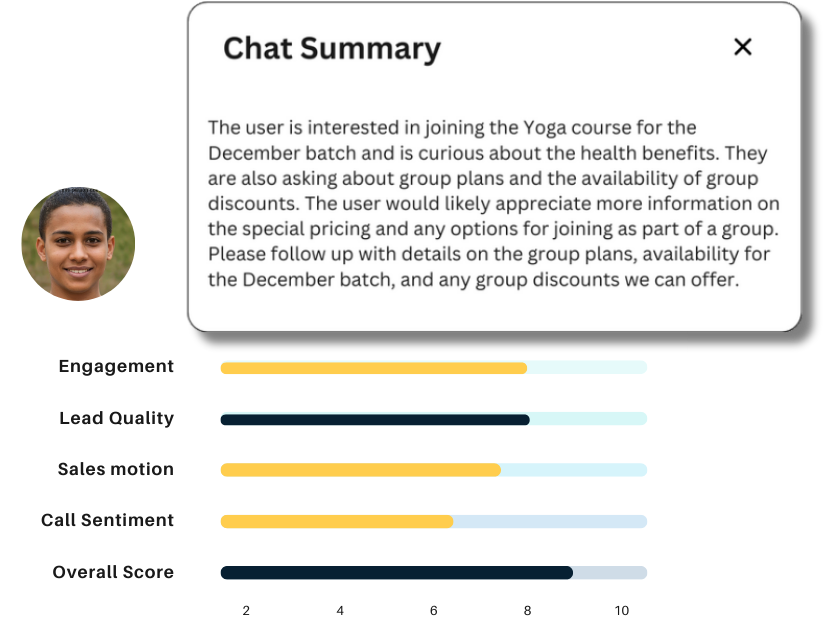 Chat Summary
The user is interested in joining the Yoga course for the
December batch and is curious about the health benefits. They
are also asking about group plans and the availability of group
discounts. The user would likely appreciate more information on
the special pricing and any options for joining as part of a group.
Please follow up with details on the group plans, availability for
the December batch, and any group discounts we can offer.
Engagement
Lead Quality
Sales motion
Call Sentiment
Overall Score
2 4 6 8 10